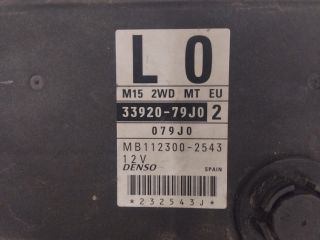 L O
M15 2WD MT EU
33920-79J0 2
079J0
MB112300-2543
12V
DENSO SPAIN
*232543J*